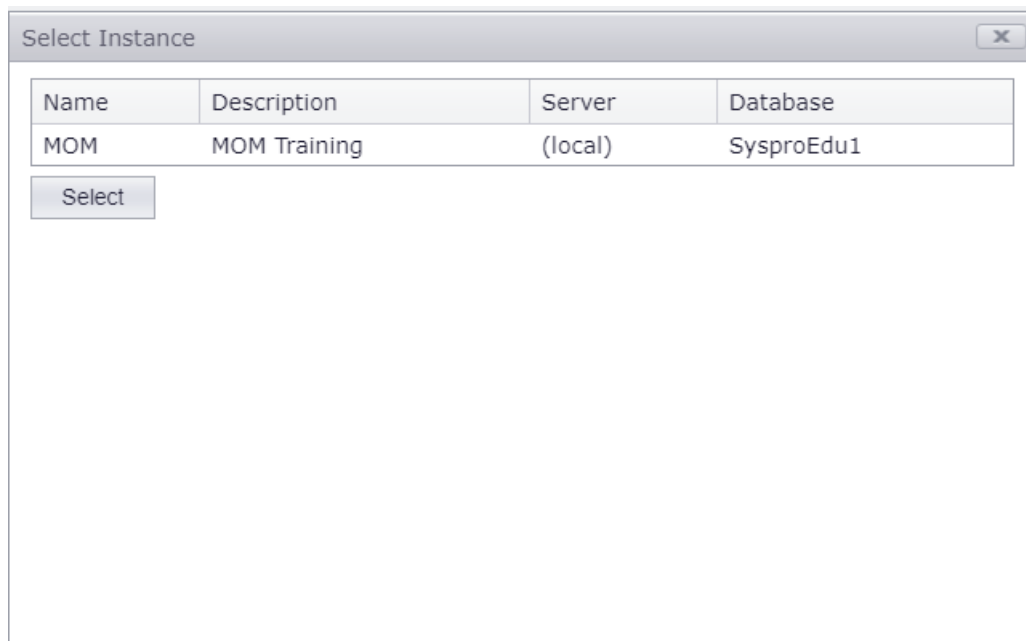 Select Instance
Name Description Server Database
MOM MOM Training (local) SysproEdu1
Select